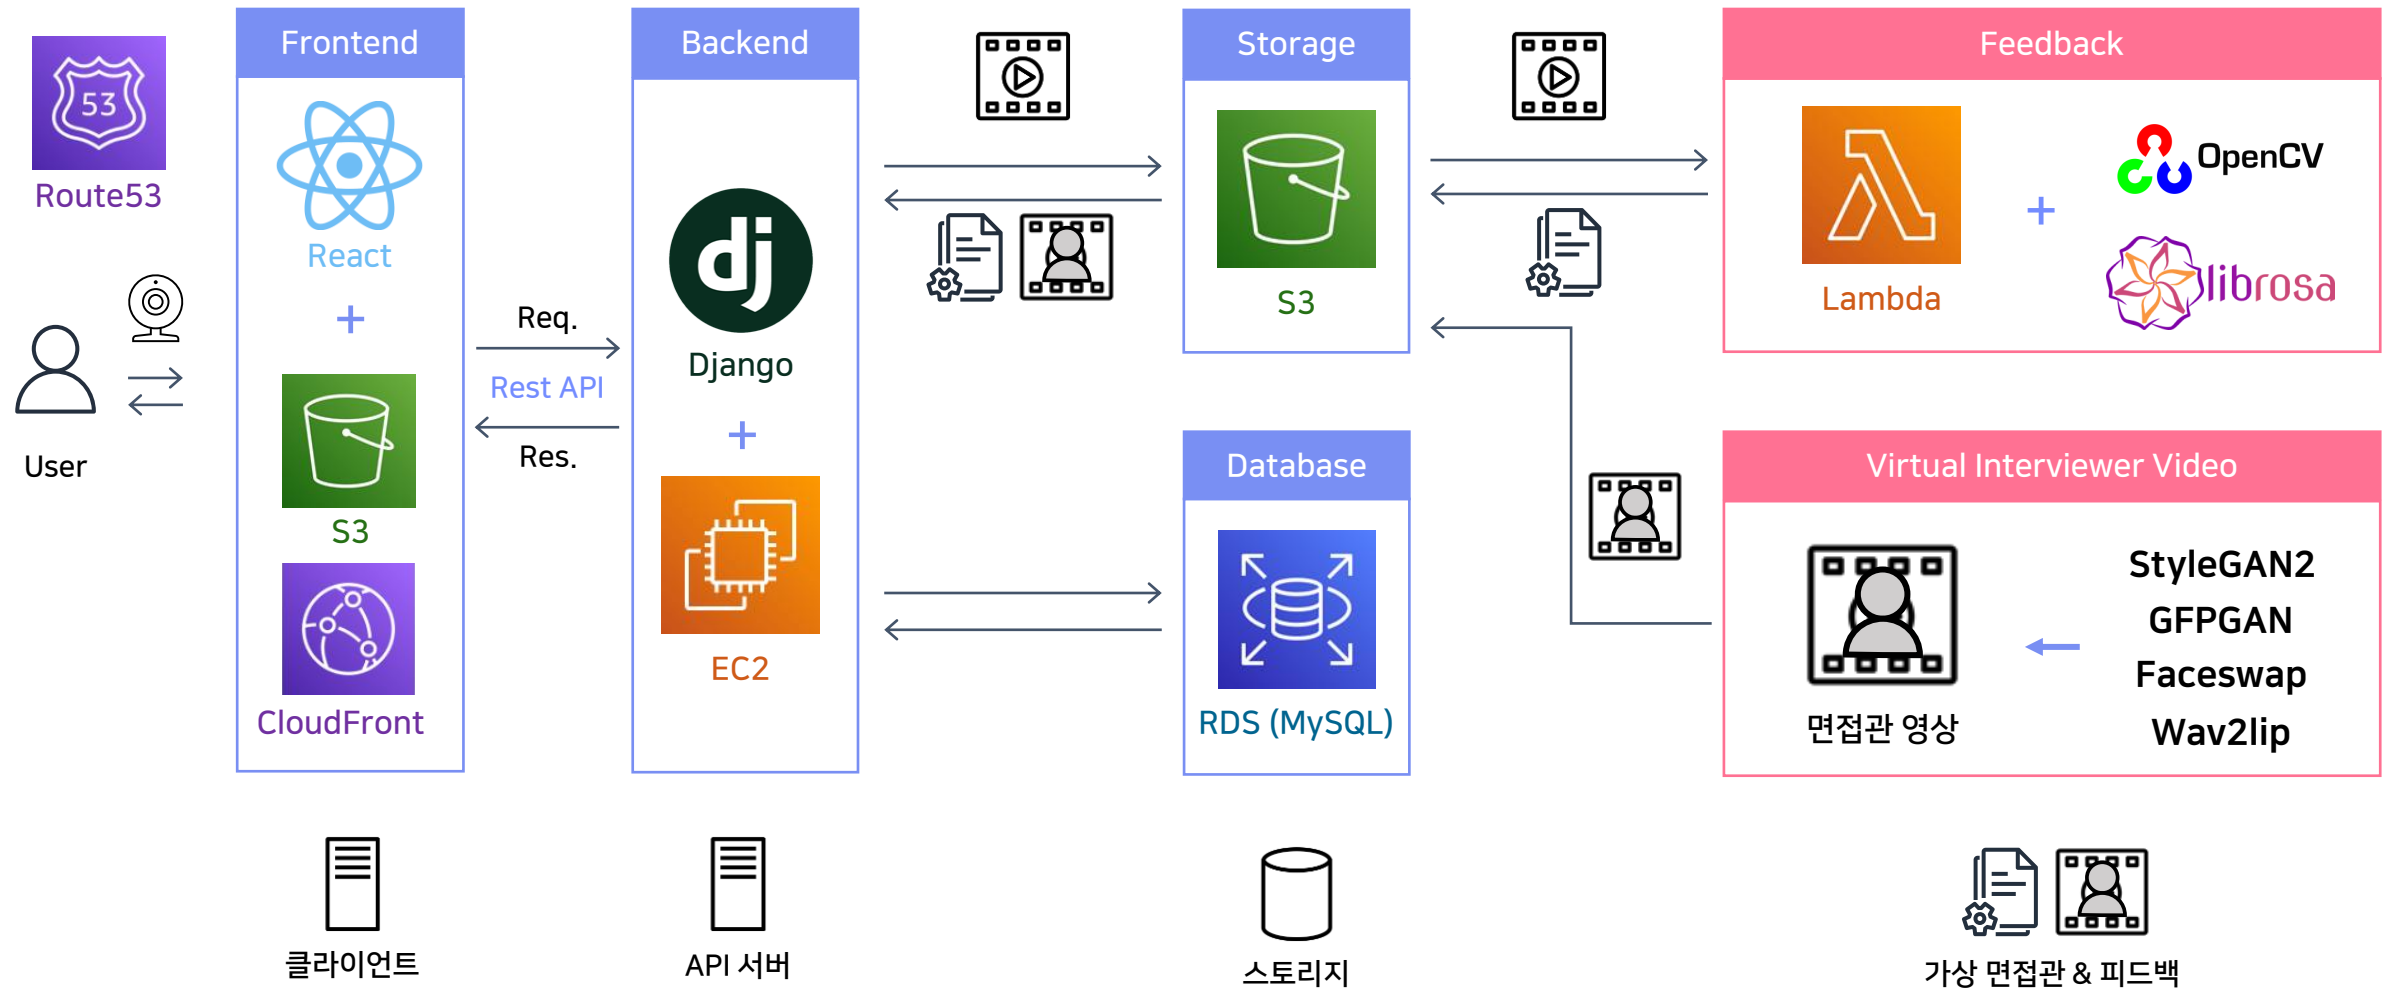 53
Route53
User
Frontend
React
+
S3
CloudFront
Req.
Rest API
Res.
Backend
dj
Django
+
EC2
Storage
S3
Database
RDS (MySQL)
Feedback
Lambda
+
OpenCV
librosa
Virtual Interviewer Video
면접관 영상
StyleGAN2
GFPGAN
Faceswap
Wav2lip
클라이언트
API 서버
스토리지
가상 면접관 & 피드백